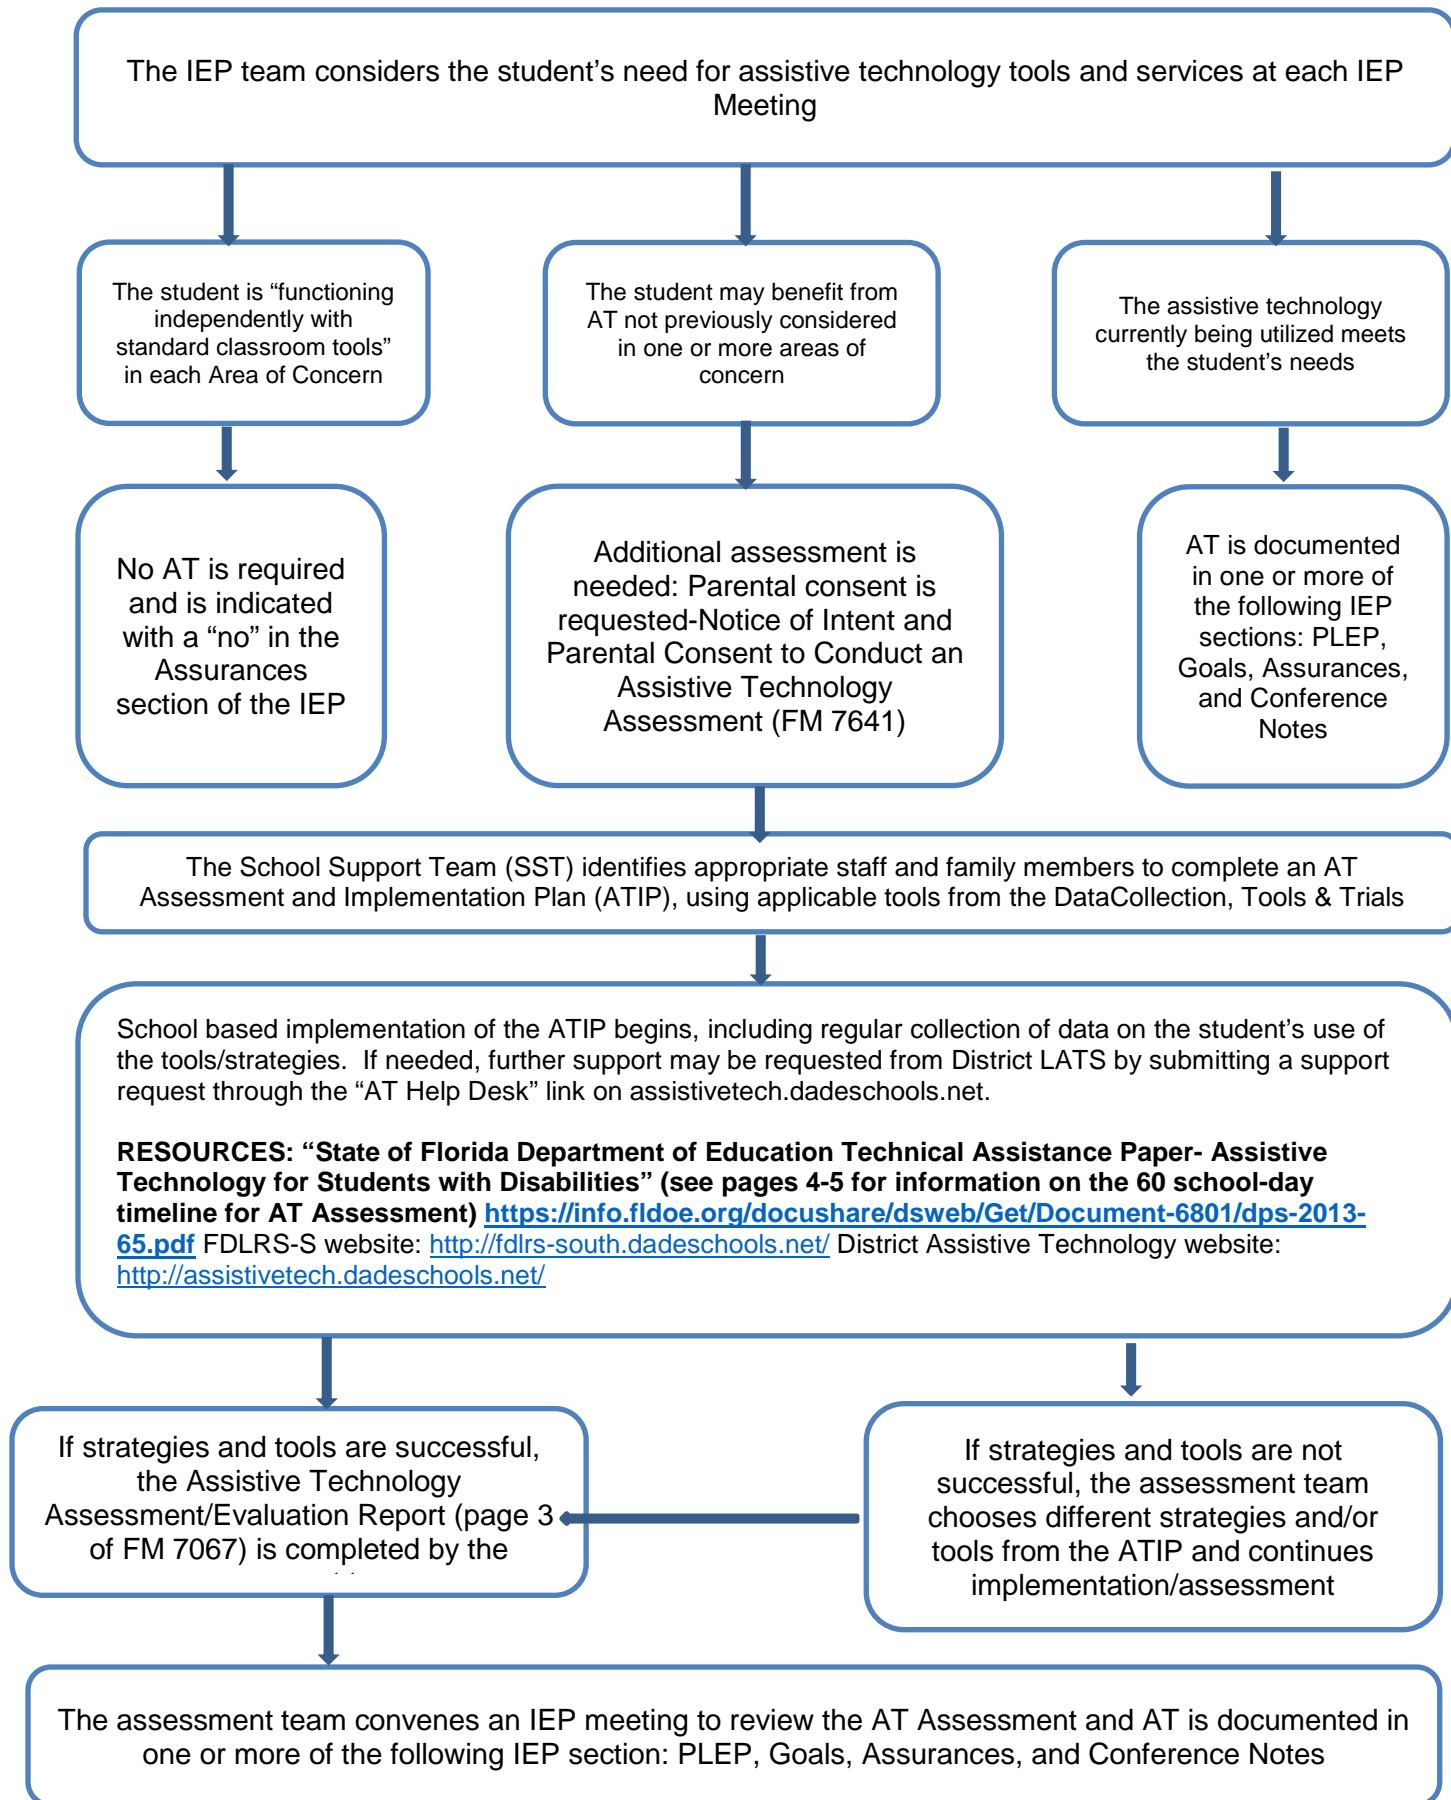 The IEP team considers the student’s need for assistive technology tools and services at each IEP
Meeting
The student is “functioning
independently with
standard classroom tools”
in each Area of Concern
The student may benefit from
AT not previously considered
in one or more areas of
concern
The assistive technology
currently being utilized meets
the student’s needs
No AT is required
and is indicated
with a “no” in the
Assurances
section of the IEP
Additional assessment is
needed: Parental consent is
requested-Notice of Intent and
Parental Consent to Conduct an
Assistive Technology
Assessment (FM 7641)
AT is documented
in one or more of
the following IEP
sections: PLEP,
Goals, Assurances,
and Conference
Notes
The School Support Team (SST) identifies appropriate staff and family members to complete an AT
Assessment and Implementation Plan (ATIP), using applicable tools from the DataCollection, Tools & Trials
School based implementation of the ATIP begins, including regular collection of data on the student’s use of
the tools/strategies.  If needed, further support may be requested from District LATS by submitting a support
request through the “AT Help Desk” link on assistivetech.dadeschools.net.
RESOURCES: “State of Florida Department of Education Technical Assistance Paper- Assistive
Technology for Students with Disabilities” (see pages 4-5 for information on the 60 school-day
timeline for AT Assessment) https://info.fldoe.org/docushare/dsweb/Get/Document-6801/dps-2013-
65.pdf FDLRS-S website: http://fdlrs-south.dadeschools.net/ District Assistive Technology website:
http://assistivetech.dadeschools.net/
If strategies and tools are successful,
the Assistive Technology
Assessment/Evaluation Report (page 3
of FM 7067) is completed by the
If strategies and tools are not
successful, the assessment team
chooses different strategies and/or
tools from the ATIP and continues
implementation/assessment
The assessment team convenes an IEP meeting to review the AT Assessment and AT is documented in
one or more of the following IEP section: PLEP, Goals, Assurances, and Conference Notes